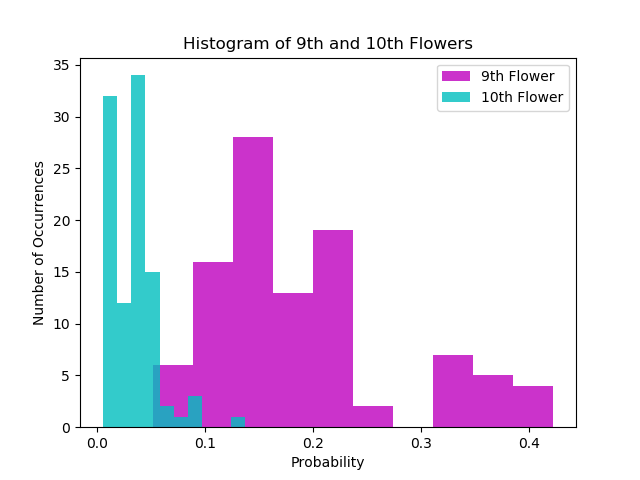 Histogram of 9th and 10th Flowers
35
30
25
20
15
10
5
0
Number of Occurrences
9th Flower
10th Flower
0.0 0.1 0.2 0.3 0.4
Probability